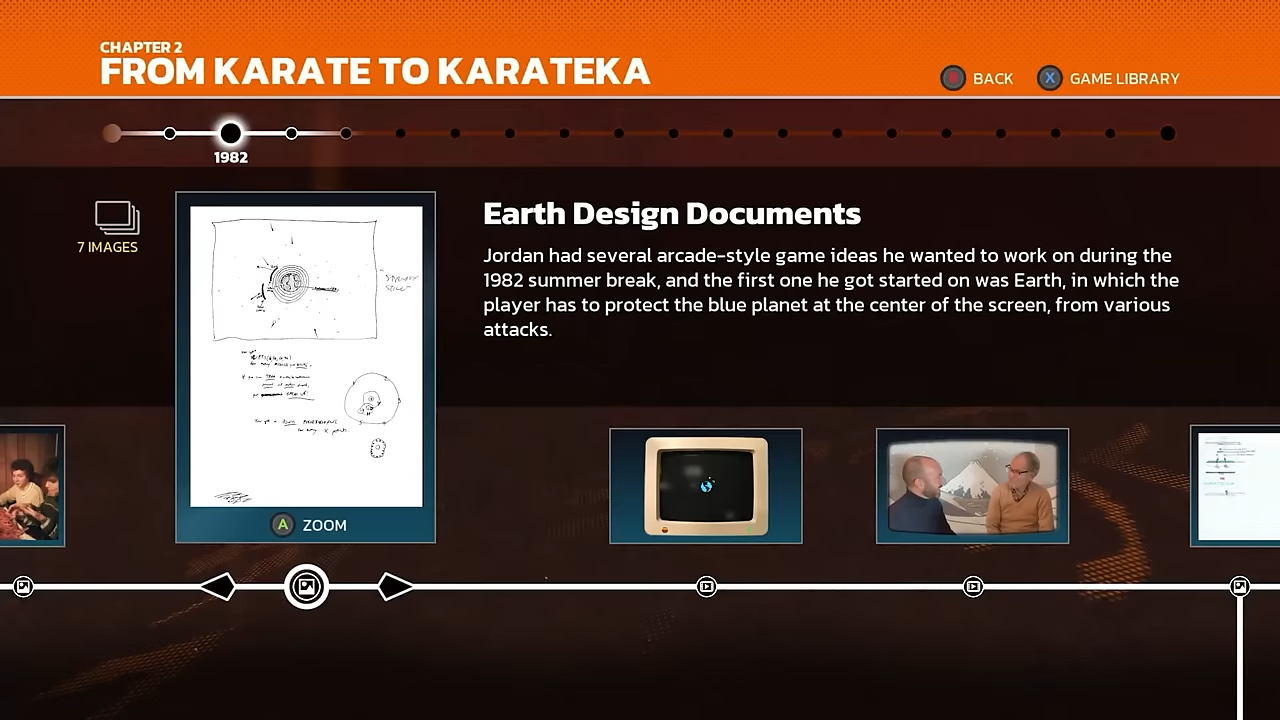 CHAPTER 2
FROM KARATE TO KARATEKA
B BACK X GAME LIBRARY
1982
7 IMAGES
Earth Design Documents
Jordan had several arcade-style game ideas he wanted to work on during the
1982 summer break, and the first one he got started on was Earth, in which the
player has to protect the blue planet at the center of the screen, from various
attacks.
A ZOOM